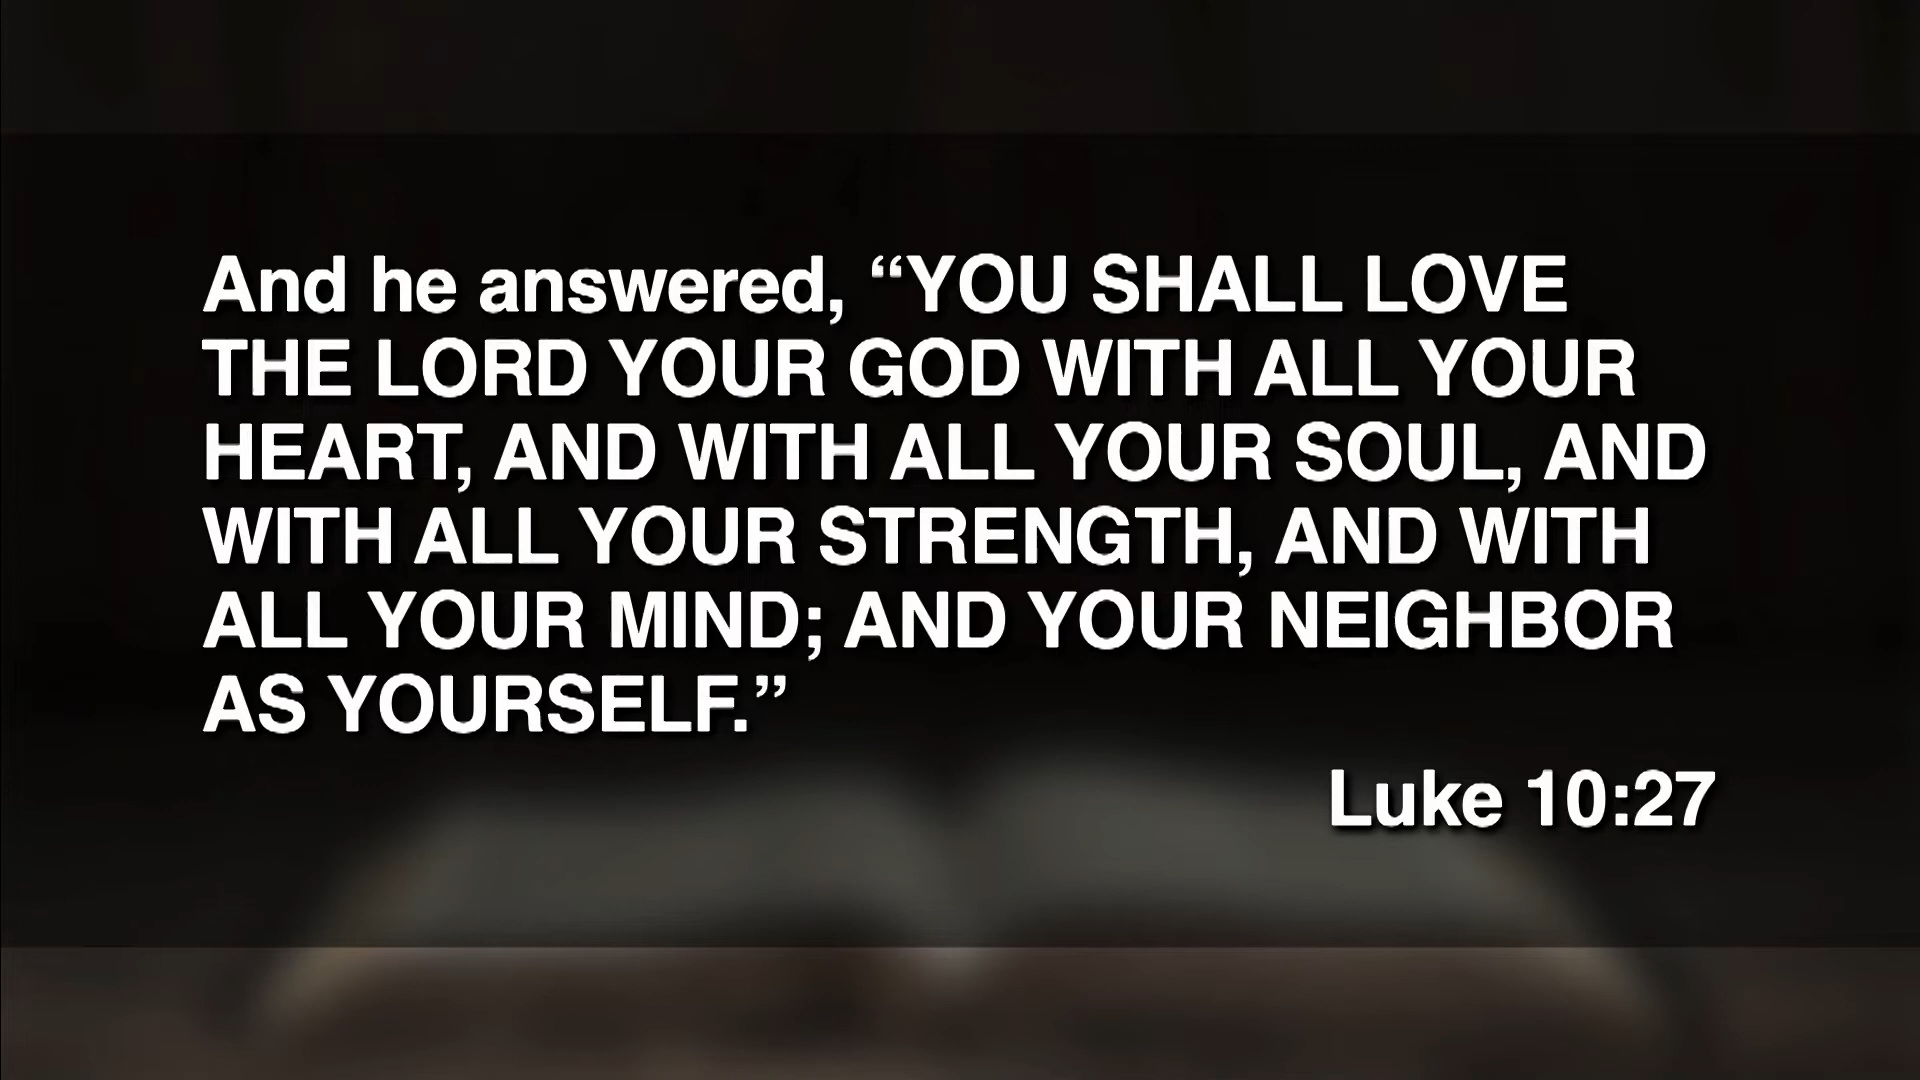 And he answered, “YOU SHALL LOVE
THE LORD YOUR GOD WITH ALL YOUR
HEART, AND WITH ALL YOUR SOUL, AND
WITH ALL YOUR STRENGTH, AND WITH
ALL YOUR MIND; AND YOUR NEIGHBOR
AS YOURSELF.”
Luke 10:27